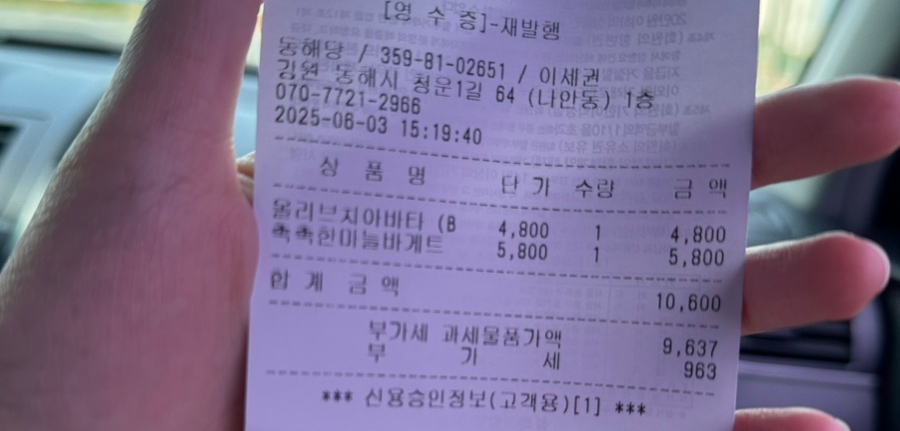 [영 수 증]-재발행
동해당 / 359-81-02651 / 이세권
강원 동해시 청운1길 64 (나안동) 1층
070-7721-2966
2025-06-03 15:19:40
상 품 명 단 가 수량 금 액
올리브치아바타 (B 4,800 1 4,800
촉촉한마늘바게트 5,800 1 5,800
합 계 금 액 10,600
부가세 과세물품가액 9,637
부 가 세 963
*** 신용승인정보(고객용)[1] ***